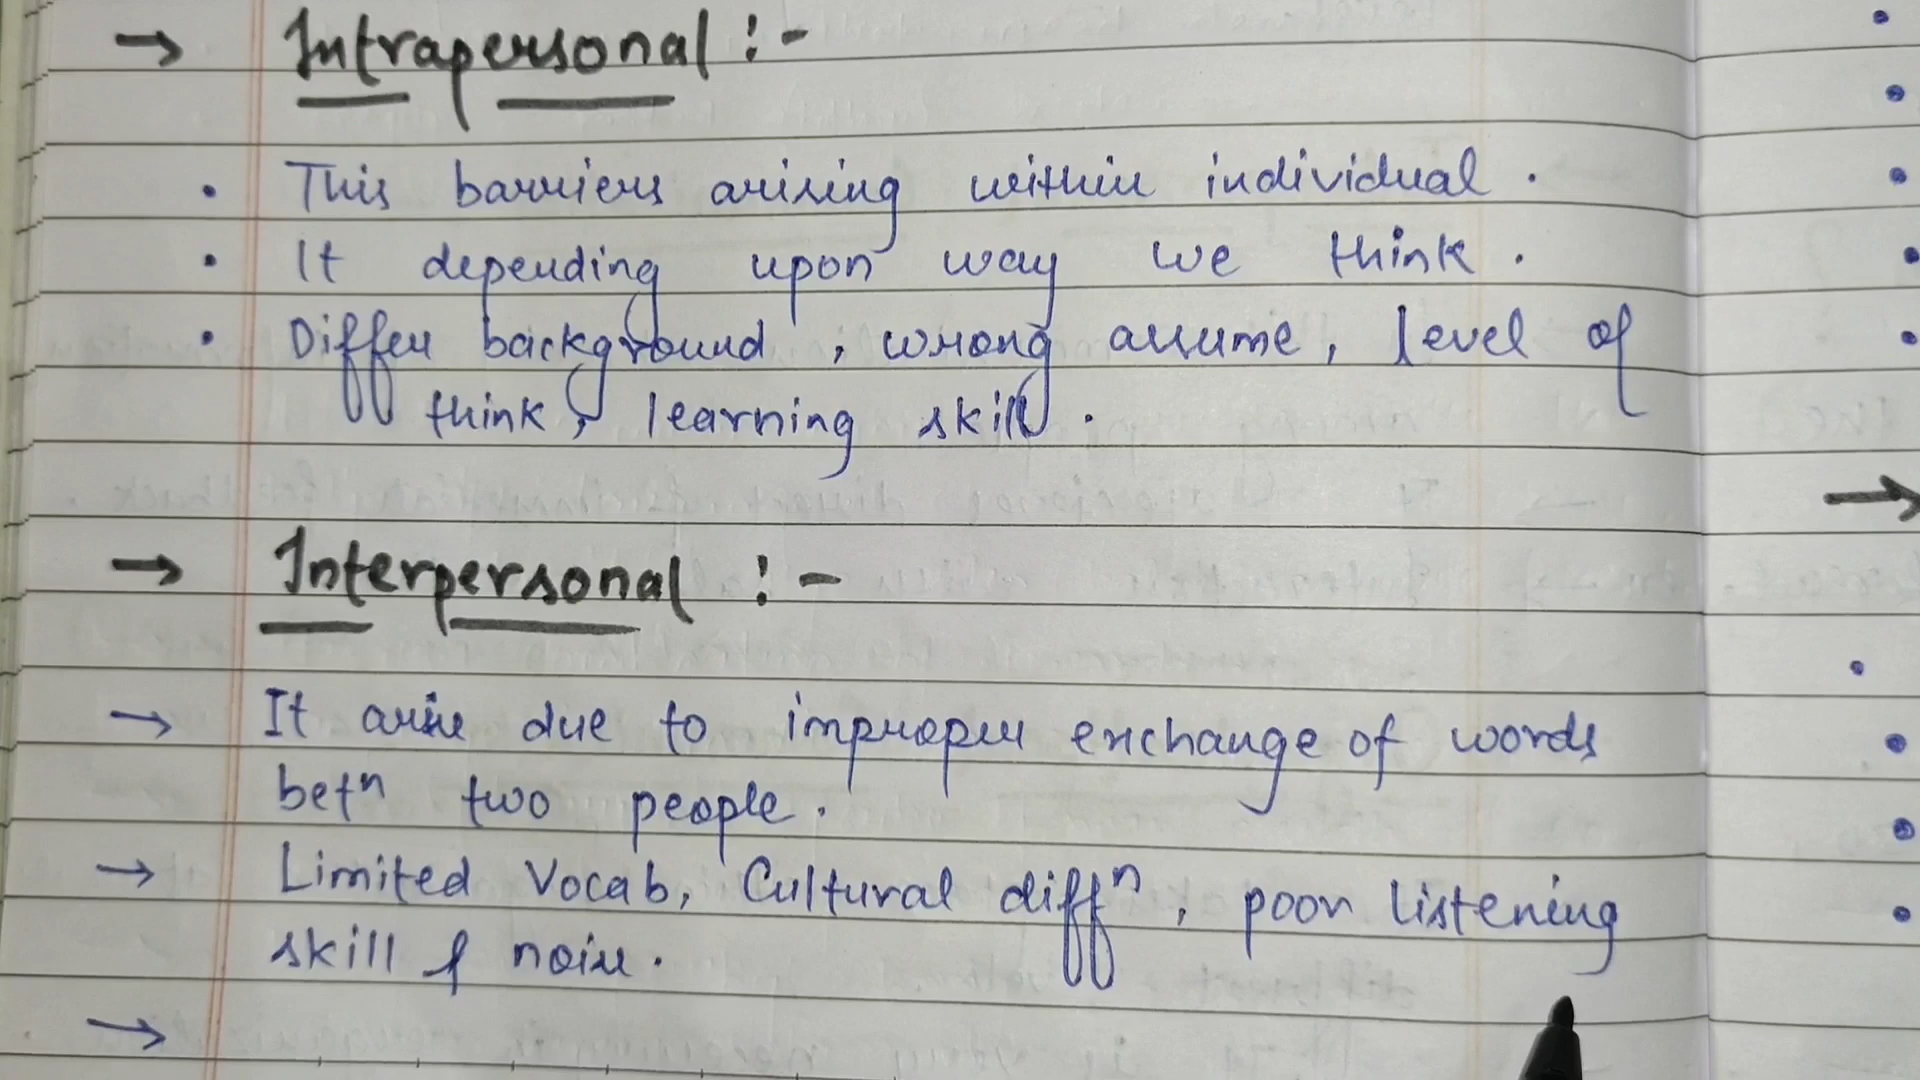 → Intrapersonal :-
• This barriers arising within individual .
• It depending upon way we think .
• Differ background , wrong assume , level of
think , learning skill .
→ Interpersonal :-
→ It arise due to improper exchange of words
betⁿ two people .
→ Limited Vocab, Cultural diffⁿ , poor listening
skill & noise .
→